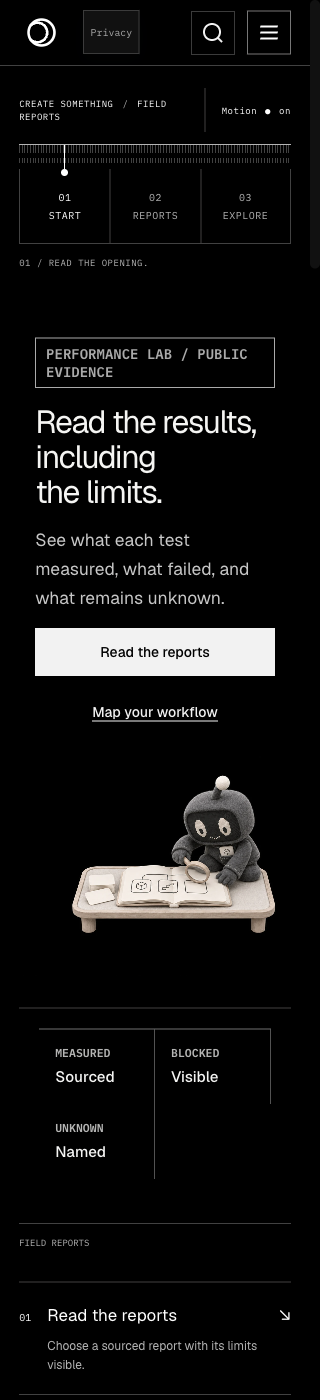 Privacy
CREATE SOMETHING / FIELD
REPORTS
Motion ● on
01
START
02
REPORTS
03
EXPLORE
01 / READ THE OPENING.
PERFORMANCE LAB / PUBLIC
EVIDENCE
Read the results,
including
the limits.
See what each test
measured, what failed, and
what remains unknown.
Read the reports
Map your workflow
MEASURED
Sourced
BLOCKED
Visible
UNKNOWN
Named
FIELD REPORTS
01 Read the reports
Choose a sourced report with its limits
visible.